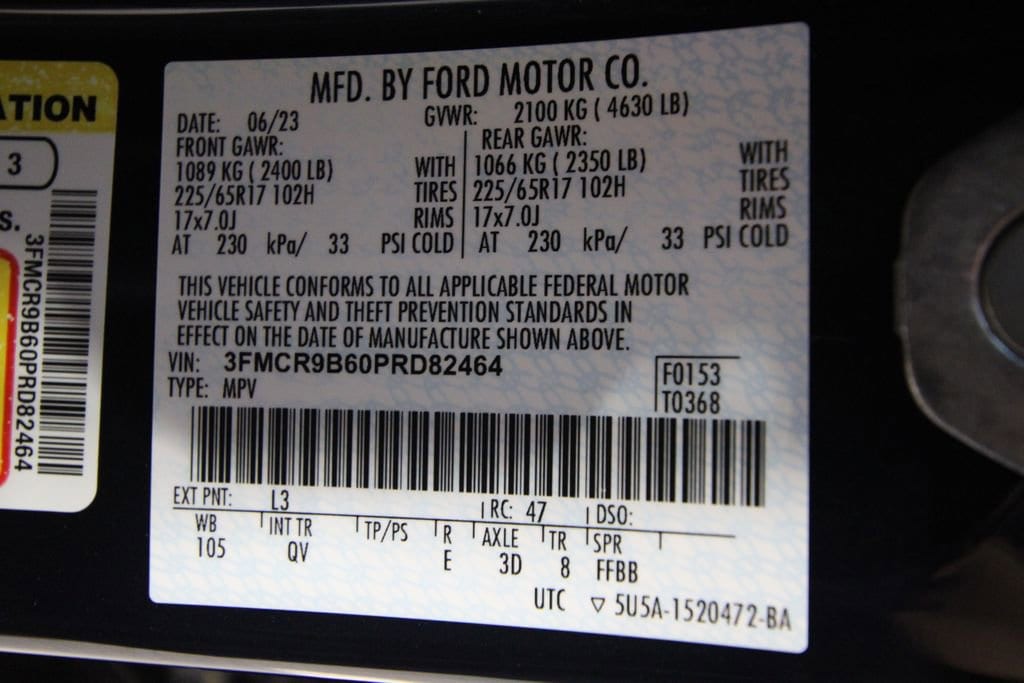 ATION
3
S.
3FMCR9B60PRD82464
MFD. BY FORD MOTOR CO.
DATE: 06/23 GVWR: 2100 KG ( 4630 LB)
FRONT GAWR: REAR GAWR:
1089 KG ( 2400 LB) WITH 1066 KG ( 2350 LB) WITH
225/65R17 102H TIRES 225/65R17 102H TIRES
17x7.0J RIMS 17x7.0J RIMS
AT 230 kPa/ 33 PSI COLD AT 230 kPa/ 33 PSI COLD
THIS VEHICLE CONFORMS TO ALL APPLICABLE FEDERAL MOTOR
VEHICLE SAFETY AND THEFT PREVENTION STANDARDS IN
EFFECT ON THE DATE OF MANUFACTURE SHOWN ABOVE.
VIN: 3FMCR9B60PRD82464
TYPE: MPV
F0153
T0368
EXT PNT: L3 RC: 47 DSO:
WB INT TR TP/PS R AXLE TR SPR
105 QV E 3D 8 FFBB
UTC ▽ 5U5A-1520472-BA